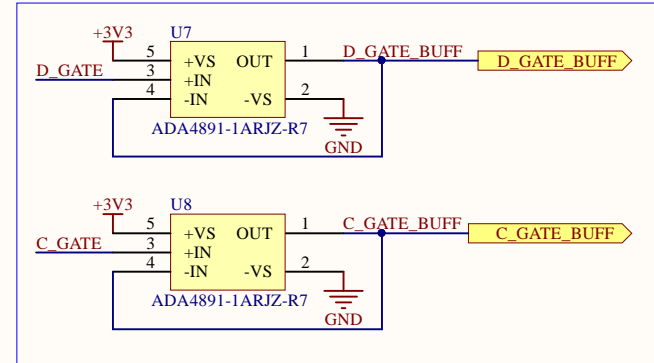 +3V3
U7
5 +VS OUT 1 D_GATE_BUFF D_GATE_BUFF
D_GATE 3 +IN
4 -IN -VS 2
ADA4891-1ARJZ-R7
GND
+3V3
U8
5 +VS OUT 1 C_GATE_BUFF C_GATE_BUFF
C_GATE 3 +IN
4 -IN -VS 2
ADA4891-1ARJZ-R7
GND